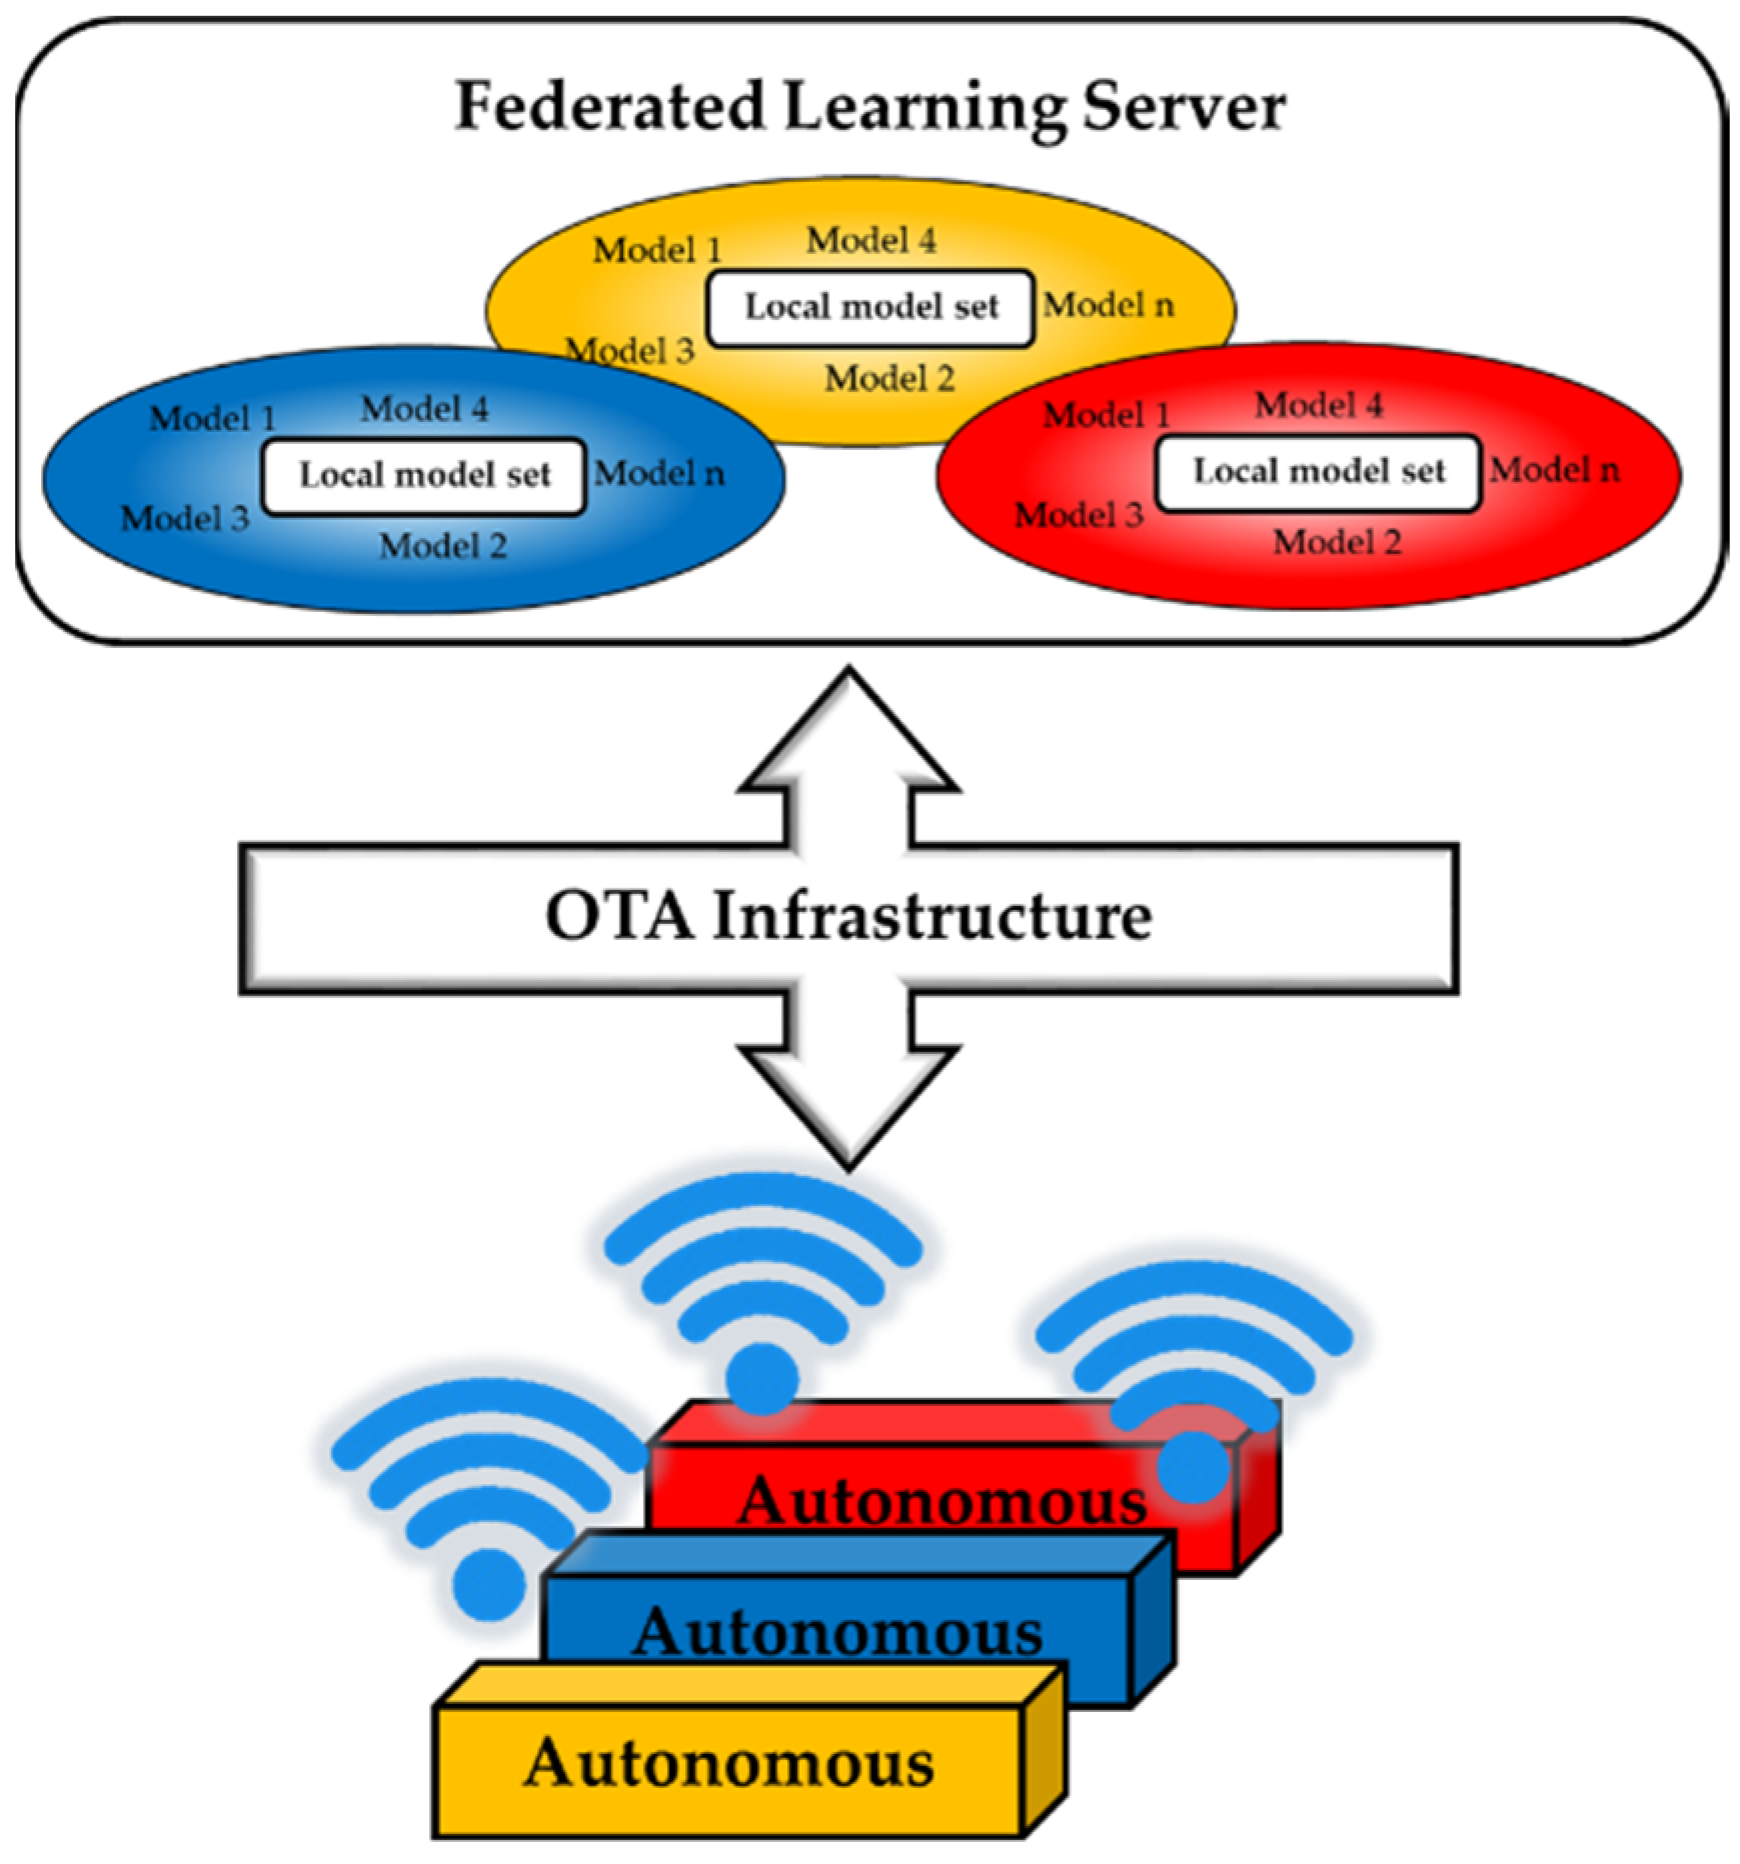 Federated Learning Server
Model 1
Model 4
Local model set
Model n
Model 3
Model 2
Model 1
Model 4
Local model set
Model n
Model 3
Model 2
Model 1
Model 4
Local model set
Model n
Model 3
Model 2
OTA Infrastructure
Autonomous
Autonomous
Autonomous